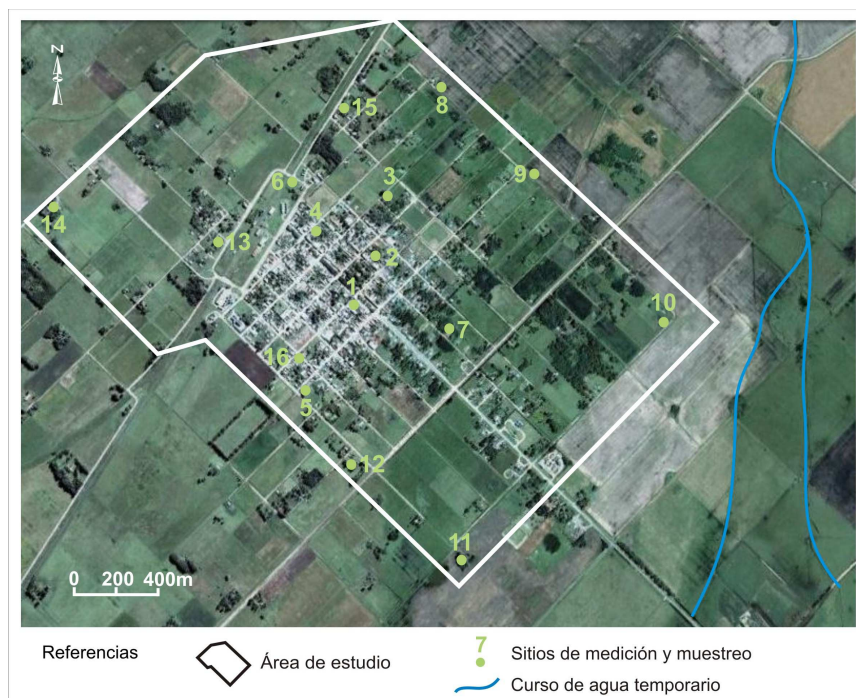 N
15
8
9
6
3
14
4
13
2
1
10
7
16
5
12
11
0 200 400m
Referencias
Área de estudio
7
Sitios de medición y muestreo
Curso de agua temporario